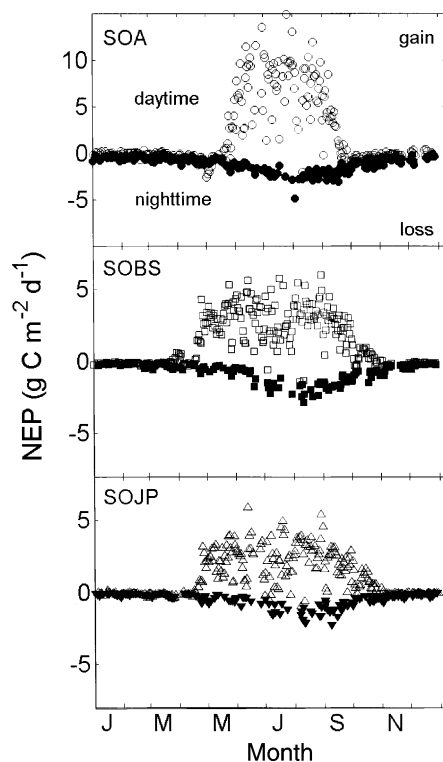 SOA
gain
10
daytime
5
0
-5
nighttime
loss
SOBS
5
0
-5
NEP (g C m⁻² d⁻¹)
SOJP
5
0
-5
J M M J S N
Month